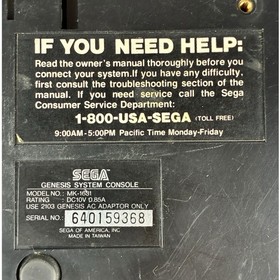 IF YOU NEED HELP:
Read the owner's manual thoroughly before you
connect your system.If you have any difficulty,
first consult the troubleshooting section of the
manual. If you need service call the Sega
Consumer Service Department:
1-800-USA-SEGA (TOLL FREE)
9:00AM-5:00PM Pacific Time Monday-Friday
SEGA
GENESIS SYSTEM CONSOLE
MODEL NO : MK-1631
RATING : DC10V 0.85A
USE 2103 GENESIS AC ADAPTOR ONLY
SERIAL NO: 640159368
SEGA OF AMERICA, INC
MADE IN TAIWAN